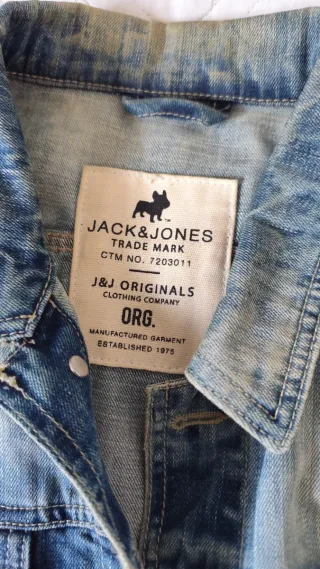 JACK&JONES
TRADE MARK
CTM NO. 7203011
J&J ORIGINALS
CLOTHING COMPANY
ORG.
MANUFACTURED GARMENT
ESTABLISHED 1975